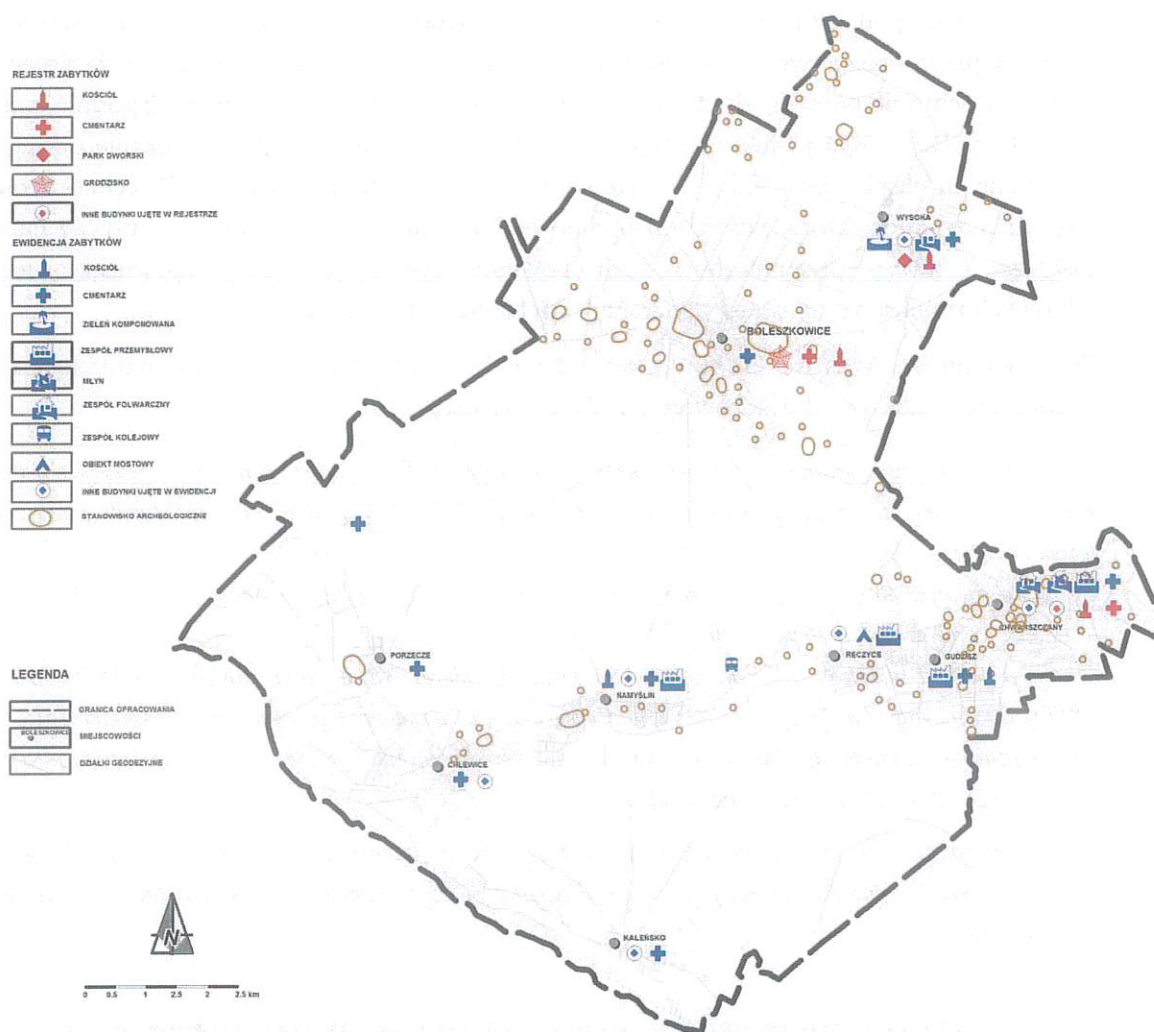 REJESTR ZABYTKÓW
KOŚCIÓŁ
CMENTARZ
PARK DWORSKI
GRODZISKO
INNE BUDYNKI UJĘTE W REJESTRZE
EWIDENCJA ZABYTKÓW
KOŚCIÓŁ
CMENTARZ
ZIELEŃ KOMPONOWANA
ZESPÓŁ PRZEMYSŁOWY
MŁYN
ZESPÓŁ FOLWARCZNY
ZESPÓŁ KOLEJOWY
OBIEKT MOSTOWY
INNE BUDYNKI UJĘTE W EWIDENCJI
STANOWISKO ARCHEOLOGICZNE
LEGENDA
GRANICA OPRACOWANIA
BOLESZKOWICE
MIEJSCOWOŚCI
DZIAŁKI GEODEZYJNE
N
0 0.5 1 2.5 2 2.5 km
WYSOKA
BOLESZKOWICE
CHWARSZCZANY
PORZECZE
RĘCZYCE
GUDZISZ
NAMYŚLIN
CHLEWICE
KALEŃSKO